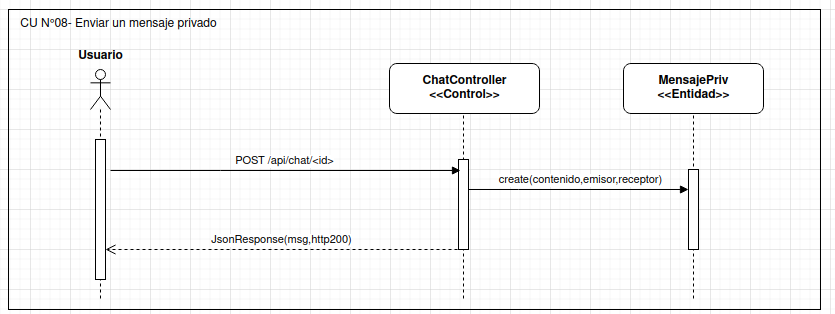 CU Nº08- Enviar un mensaje privado
Usuario
ChatController
<<Control>>
MensajePriv
<<Entidad>>
POST /api/chat/<id>
create(contenido,emisor,receptor)
JsonResponse(msg,http200)